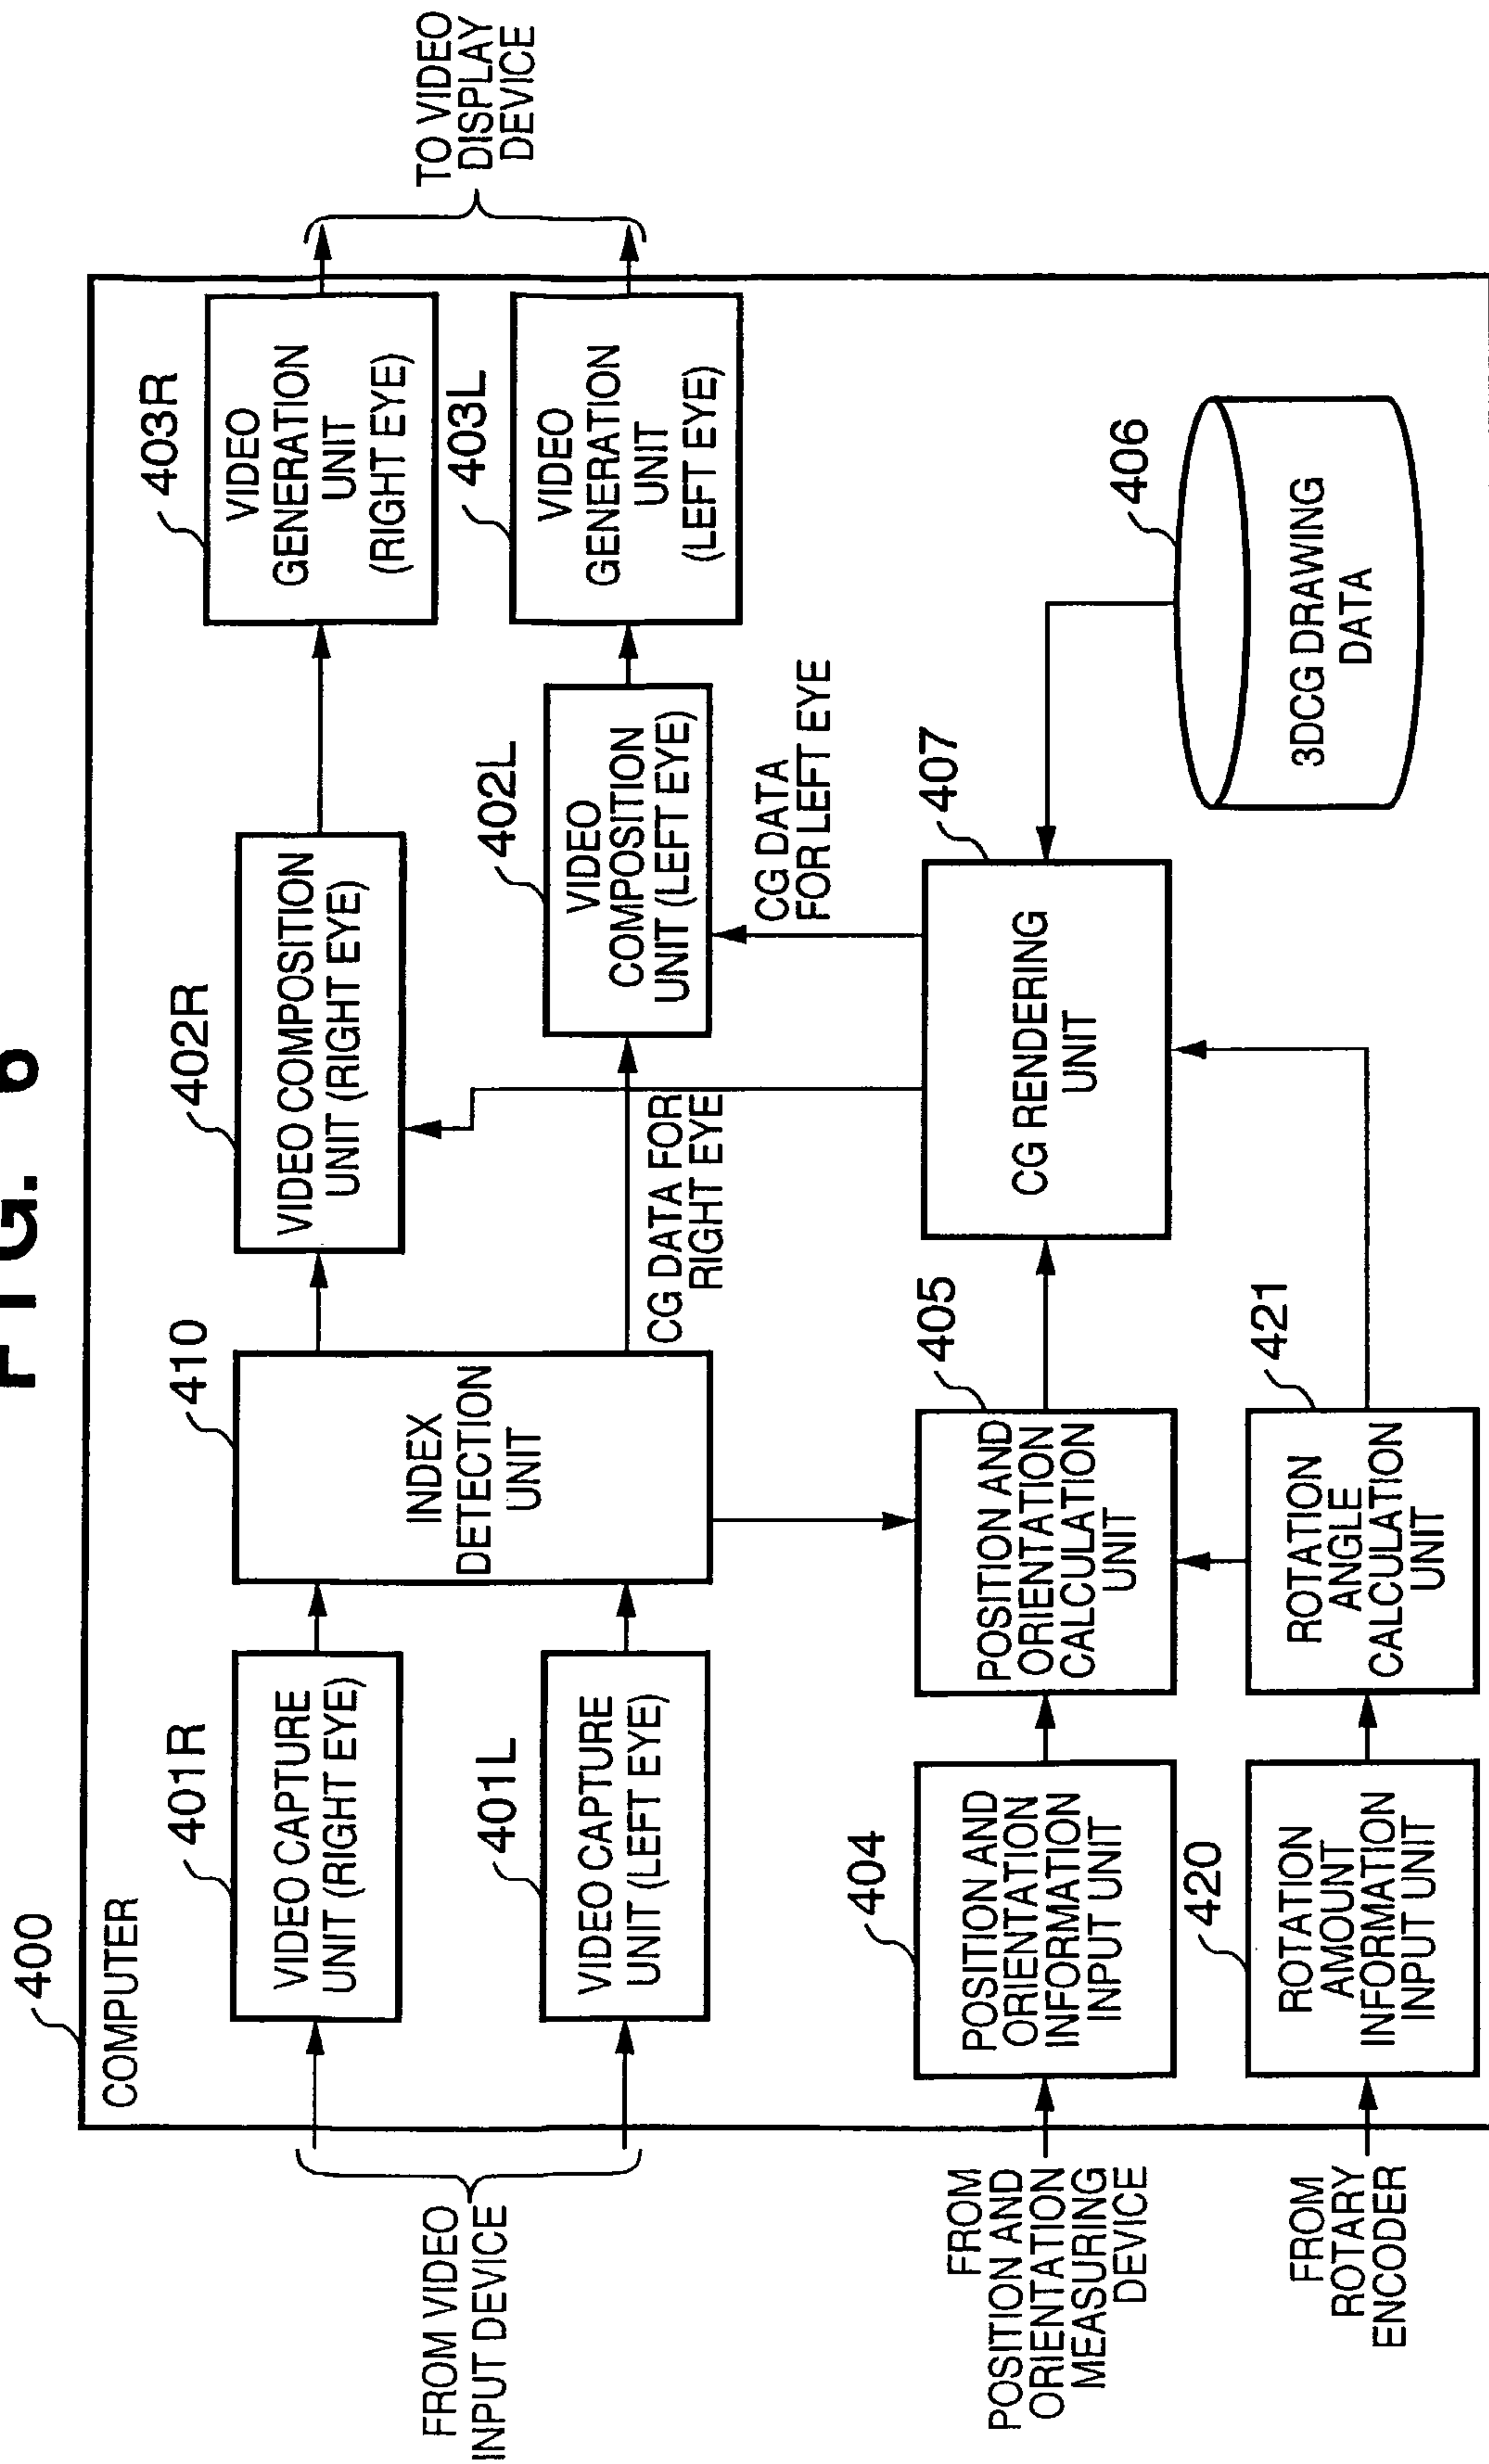 FIG. 6
400
COMPUTER
FROM VIDEO
INPUT DEVICE
401R
VIDEO CAPTURE
UNIT (RIGHT EYE)
401L
VIDEO CAPTURE
UNIT (LEFT EYE)
410
INDEX
DETECTION
UNIT
402R
VIDEO COMPOSITION
UNIT (RIGHT EYE)
402L
VIDEO
COMPOSITION
UNIT (LEFT EYE)
403R
VIDEO
GENERATION
UNIT
(RIGHT EYE)
403L
VIDEO
GENERATION
UNIT
(LEFT EYE)
TO VIDEO
DISPLAY
DEVICE
CG DATA FOR
RIGHT EYE
CG DATA
FOR LEFT EYE
FROM
POSITION AND
ORIENTATION
MEASURING
DEVICE
404
POSITION AND
ORIENTATION
INFORMATION
INPUT UNIT
405
POSITION AND
ORIENTATION
CALCULATION
UNIT
407
CG RENDERING
UNIT
406
3DCG DRAWING
DATA
FROM
ROTARY
ENCODER
420
ROTATION
AMOUNT
INFORMATION
INPUT UNIT
421
ROTATION
ANGLE
CALCULATION
UNIT